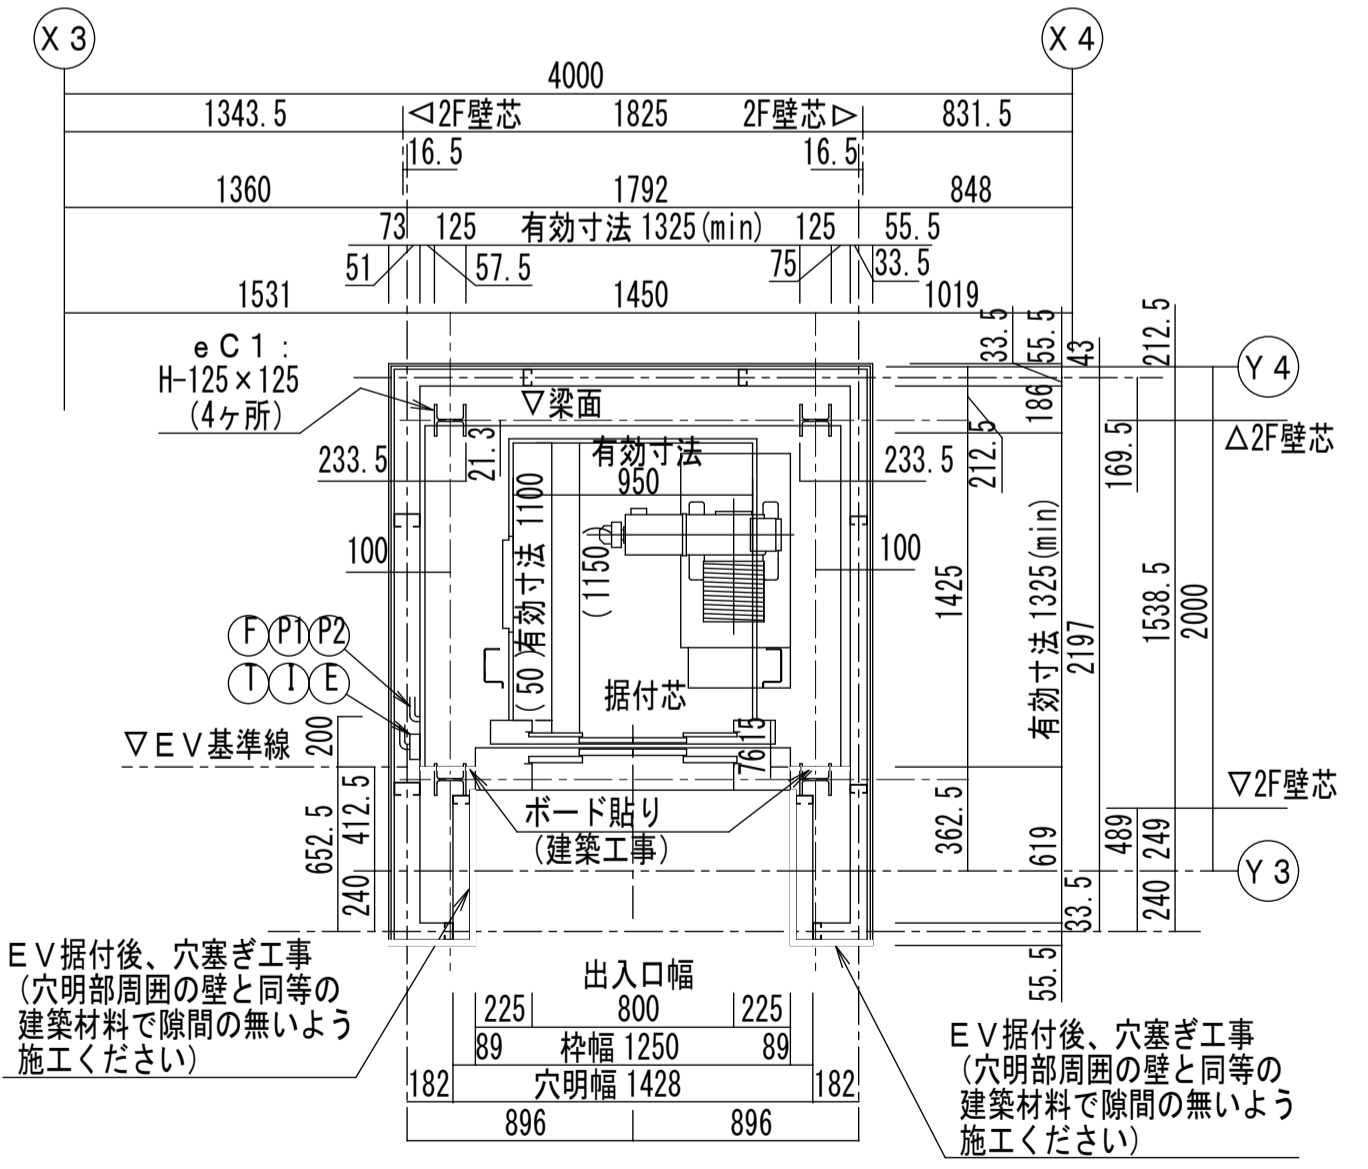 X 3
X 4
4000
1343.5
◁2F壁芯
1825
2F壁芯▷
831.5
16.5
16.5
1360
1792
848
73
125
有効寸法 1325(min)
125
55.5
51
57.5
75
33.5
1531
1450
1019
eC1:
H-125×125
(4ヶ所)
33.5
55.5
43
212.5
Y 4
▽梁面
186
△2F壁芯
233.5
21.3
有効寸法
950
233.5
212.5
169.5
100
(50)有効寸法 1100
(1150)
100
1425
有効寸法 1325(min)
2197
1538.5
2000
F P1 P2
T I E
据付芯
▽EV基準線
200
76
15
▽2F壁芯
652.5
412.5
240
ボード貼り
(建築工事)
362.5
619
489
249
240
Y 3
33.5
55.5
EV据付後、穴塞ぎ工事
(穴明部周囲の壁と同等の
建築材料で隙間の無いよう
施工ください)
出入口幅
225
800
225
89
枠幅 1250
89
182
穴明幅 1428
182
896
896
EV据付後、穴塞ぎ工事
(穴明部周囲の壁と同等の
建築材料で隙間の無いよう
施工ください)